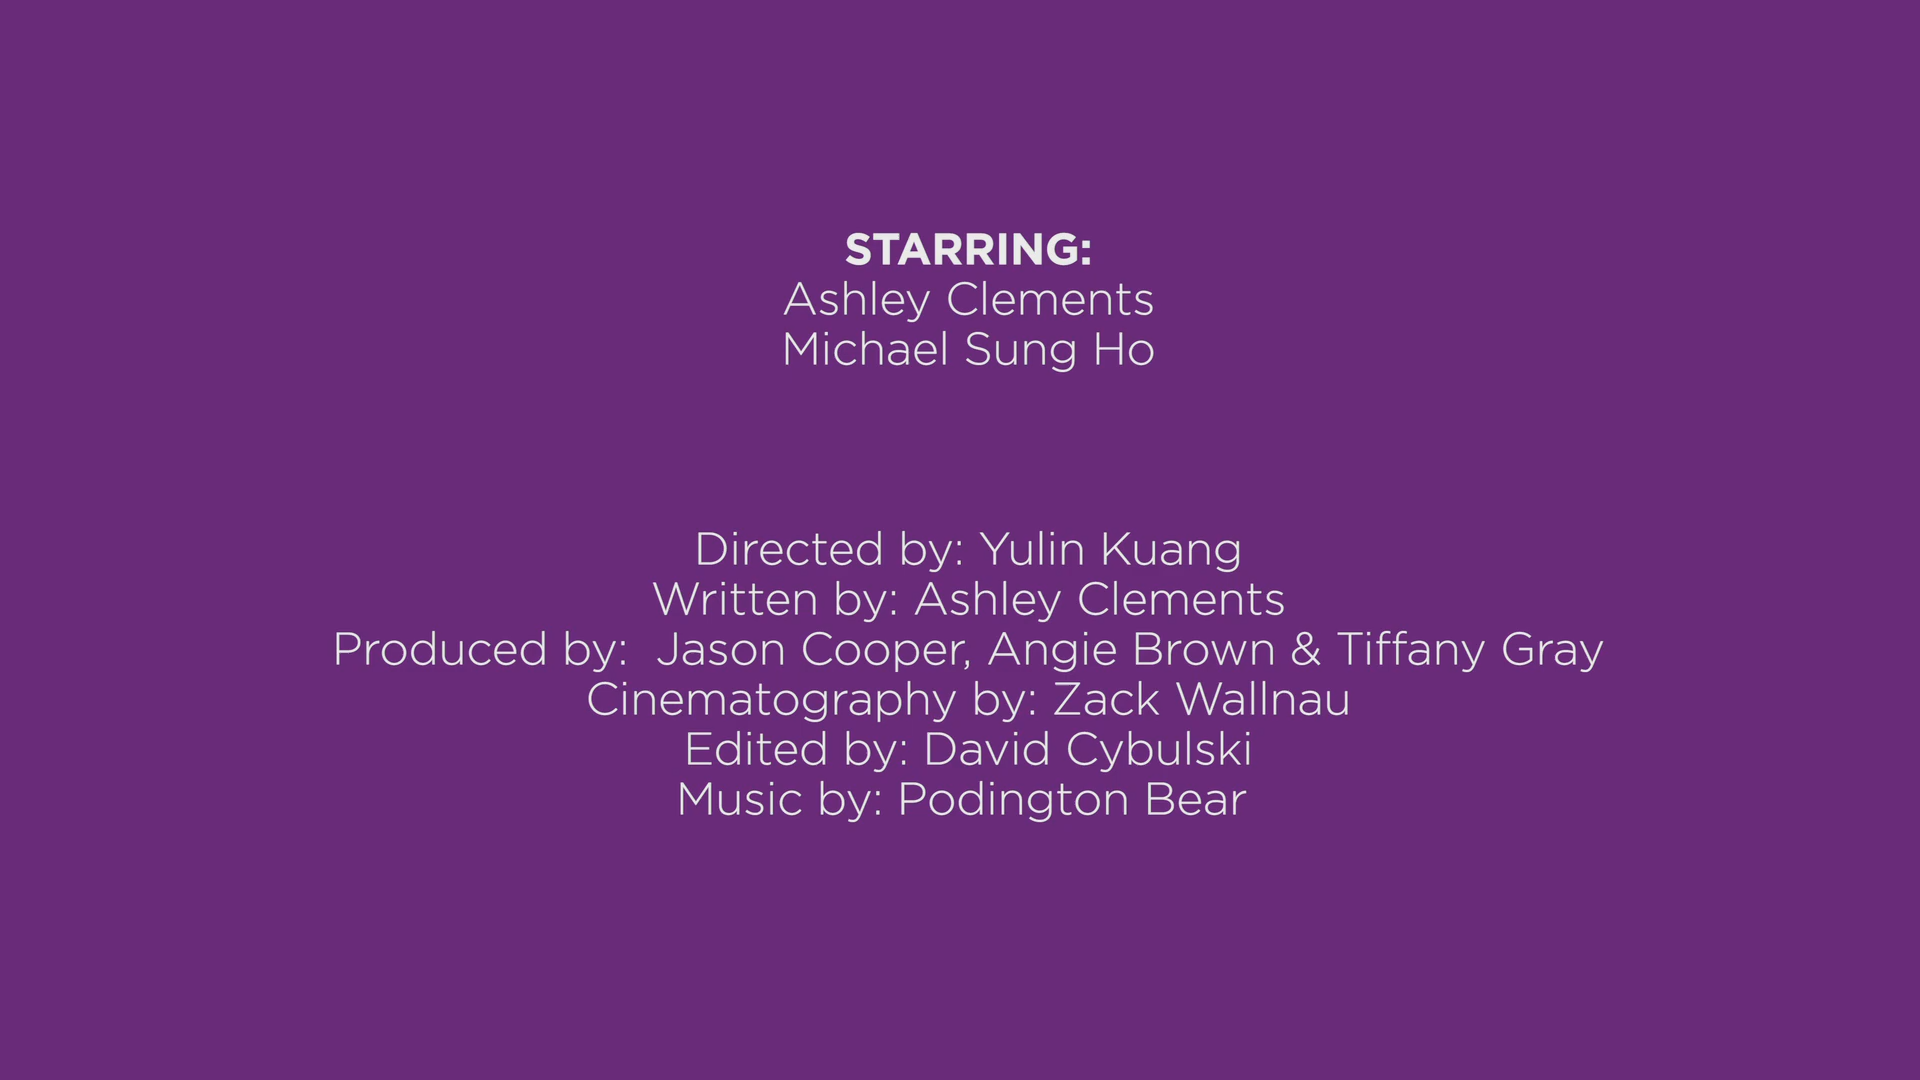 STARRING:
Ashley Clements
Michael Sung Ho
Directed by: Yulin Kuang
Written by: Ashley Clements
Produced by:  Jason Cooper, Angie Brown & Tiffany Gray
Cinematography by: Zack Wallnau
Edited by: David Cybulski
Music by: Podington Bear